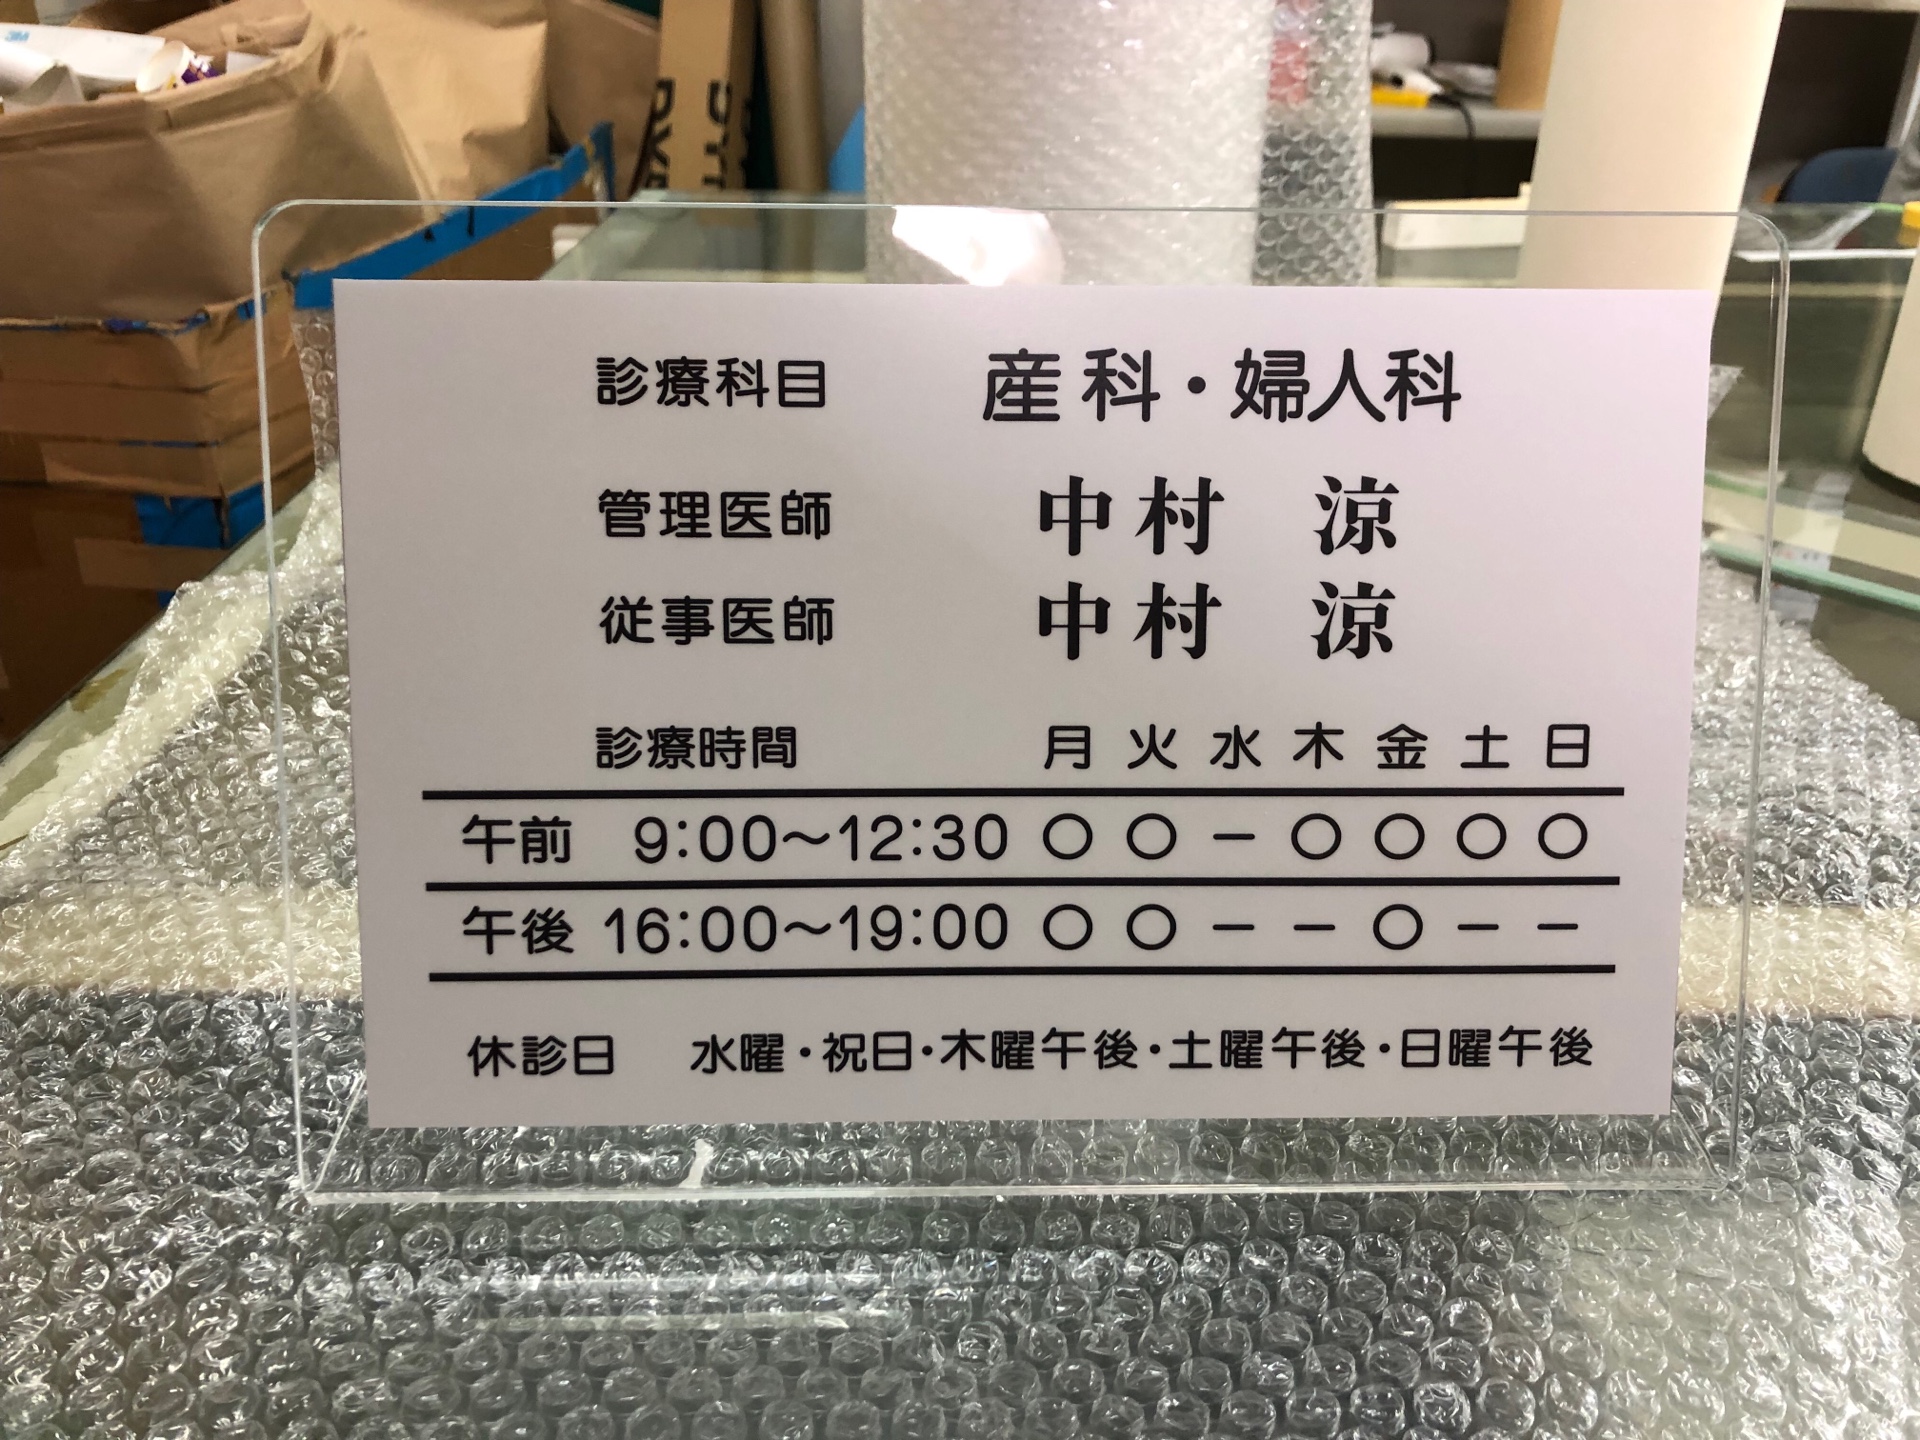 3M
診療科目 産科・婦人科
管理医師 中村 涼
従事医師 中村 涼
診療時間 月 火 水 木 金 土 日
午前 9:00〜12:30 ○ ○ − ○ ○ ○ ○
午後 16:00〜19:00 ○ ○ − − ○ − −
休診日 水曜・祝日・木曜午後・土曜午後・日曜午後